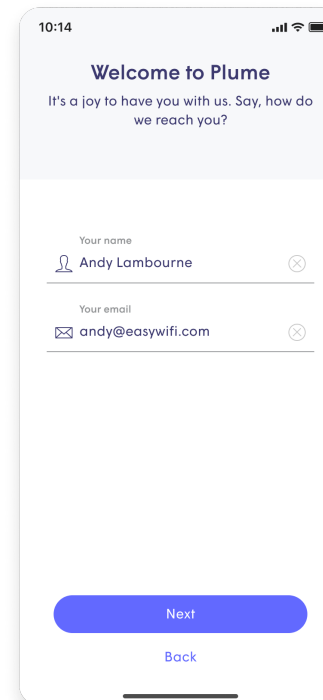 10:14
Welcome to Plume
It's a joy to have you with us. Say, how do
we reach you?
Your name
Andy Lambourne
Your email
andy@easywifi.com
Next
Back